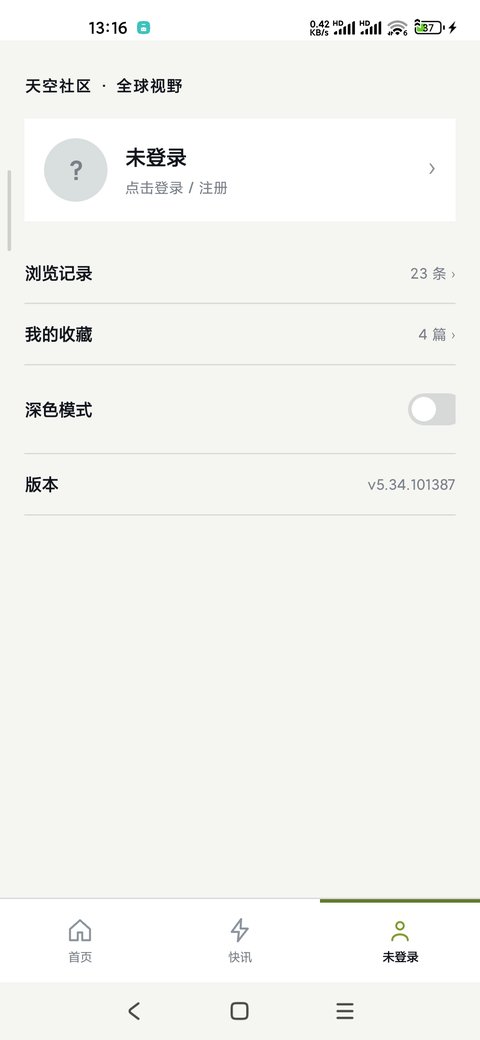 13:16
0.42 KB/s HD HD 6 37
天空社区 · 全球视野
?
未登录
点击登录 / 注册
浏览记录
23 条
我的收藏
4 篇
深色模式
版本
v5.34.101387
首页
快讯
未登录